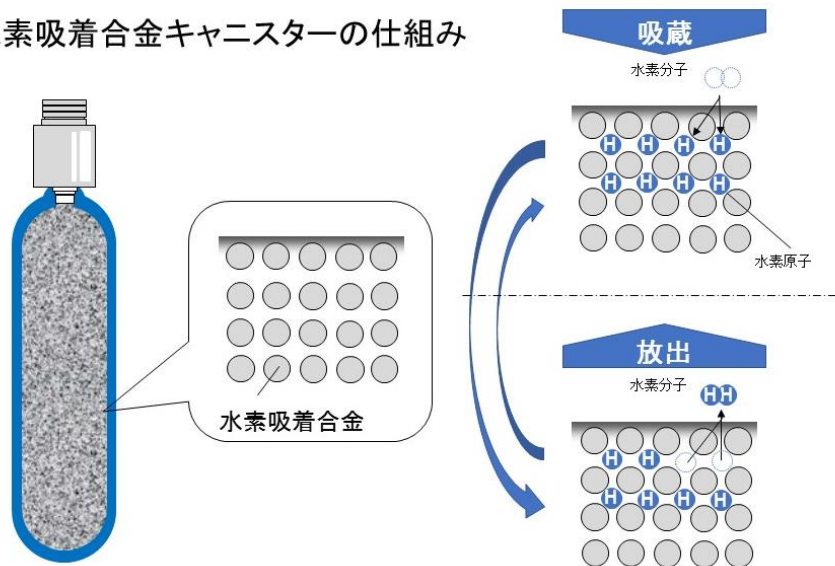 素吸着合金キャニスターの仕組み
吸蔵
水素分子
H H H H
H H H H
水素原子
水素吸着合金
放出
水素分子
HH
H H
H H H H